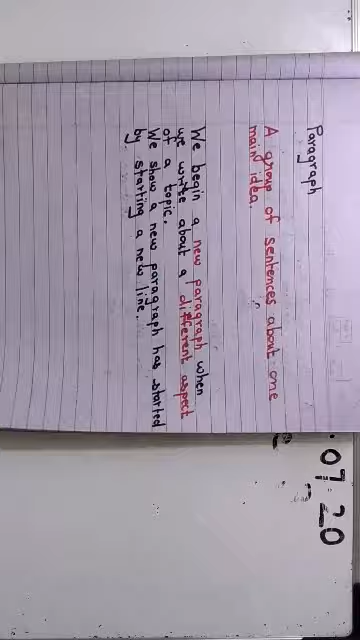 Paragraph
A group of sentences about one
main idea.
We begin a new paragraph when
we write about a different aspect
of a topic.
We show a new paragraph has started
by starting a new line.
.07 20